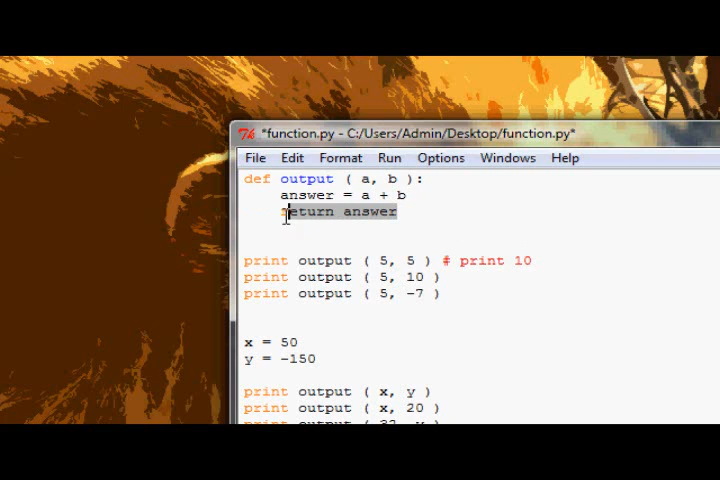 *function.py - C:/Users/Admin/Desktop/function.py*
File Edit Format Run Options Windows Help
def output ( a, b ):
answer = a + b
return answer
print output ( 5, 5 ) # print 10
print output ( 5, 10 )
print output ( 5, -7 )
x = 50
y = -150
print output ( x, y )
print output ( x, 20 )
print output (